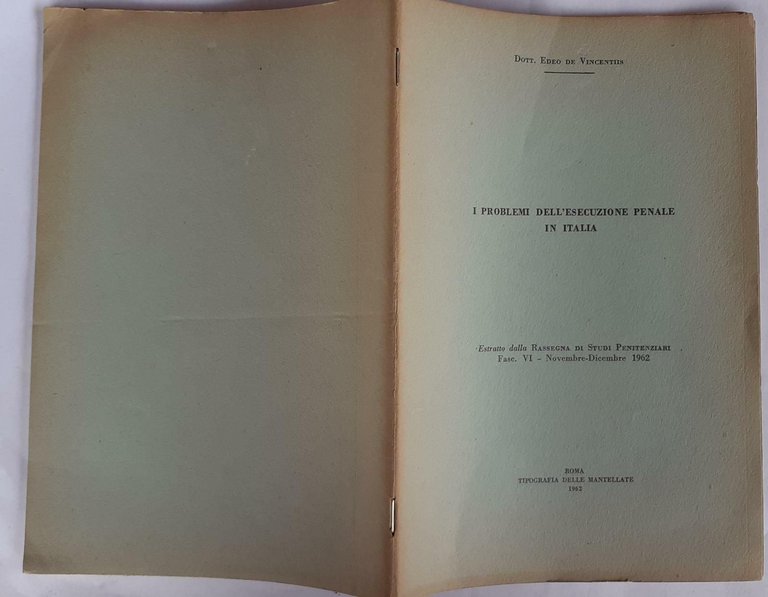 Dott. Edeo de Vincentiis
I PROBLEMI DELL'ESECUZIONE PENALE
IN ITALIA
Estratto dalla Rassegna di Studi Penitenziari
Fasc. VI - Novembre-Dicembre 1962
ROMA
TIPOGRAFIA DELLE MANTELLATE
1962